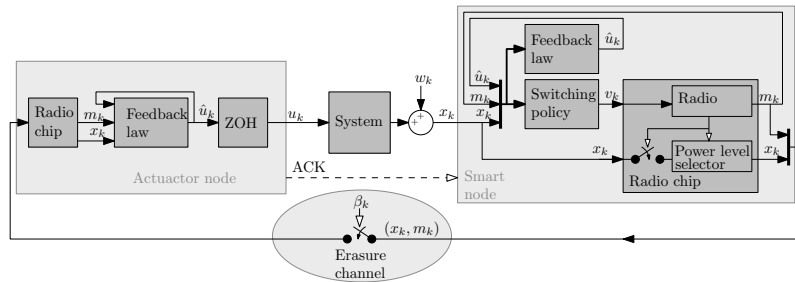 Radio
chip
m_k
x_k
Feedback
law
û_k
ZOH
u_k
Actuactor node
System
w_k
+
+
x_k
ACK
û_k
m_k
x_k
Feedback
law
û_k
Switching
policy
v_k
Radio
m_k
x_k
Power level
selector
x_k
Radio chip
Smart
node
β_k
(x_k, m_k)
Erasure
channel